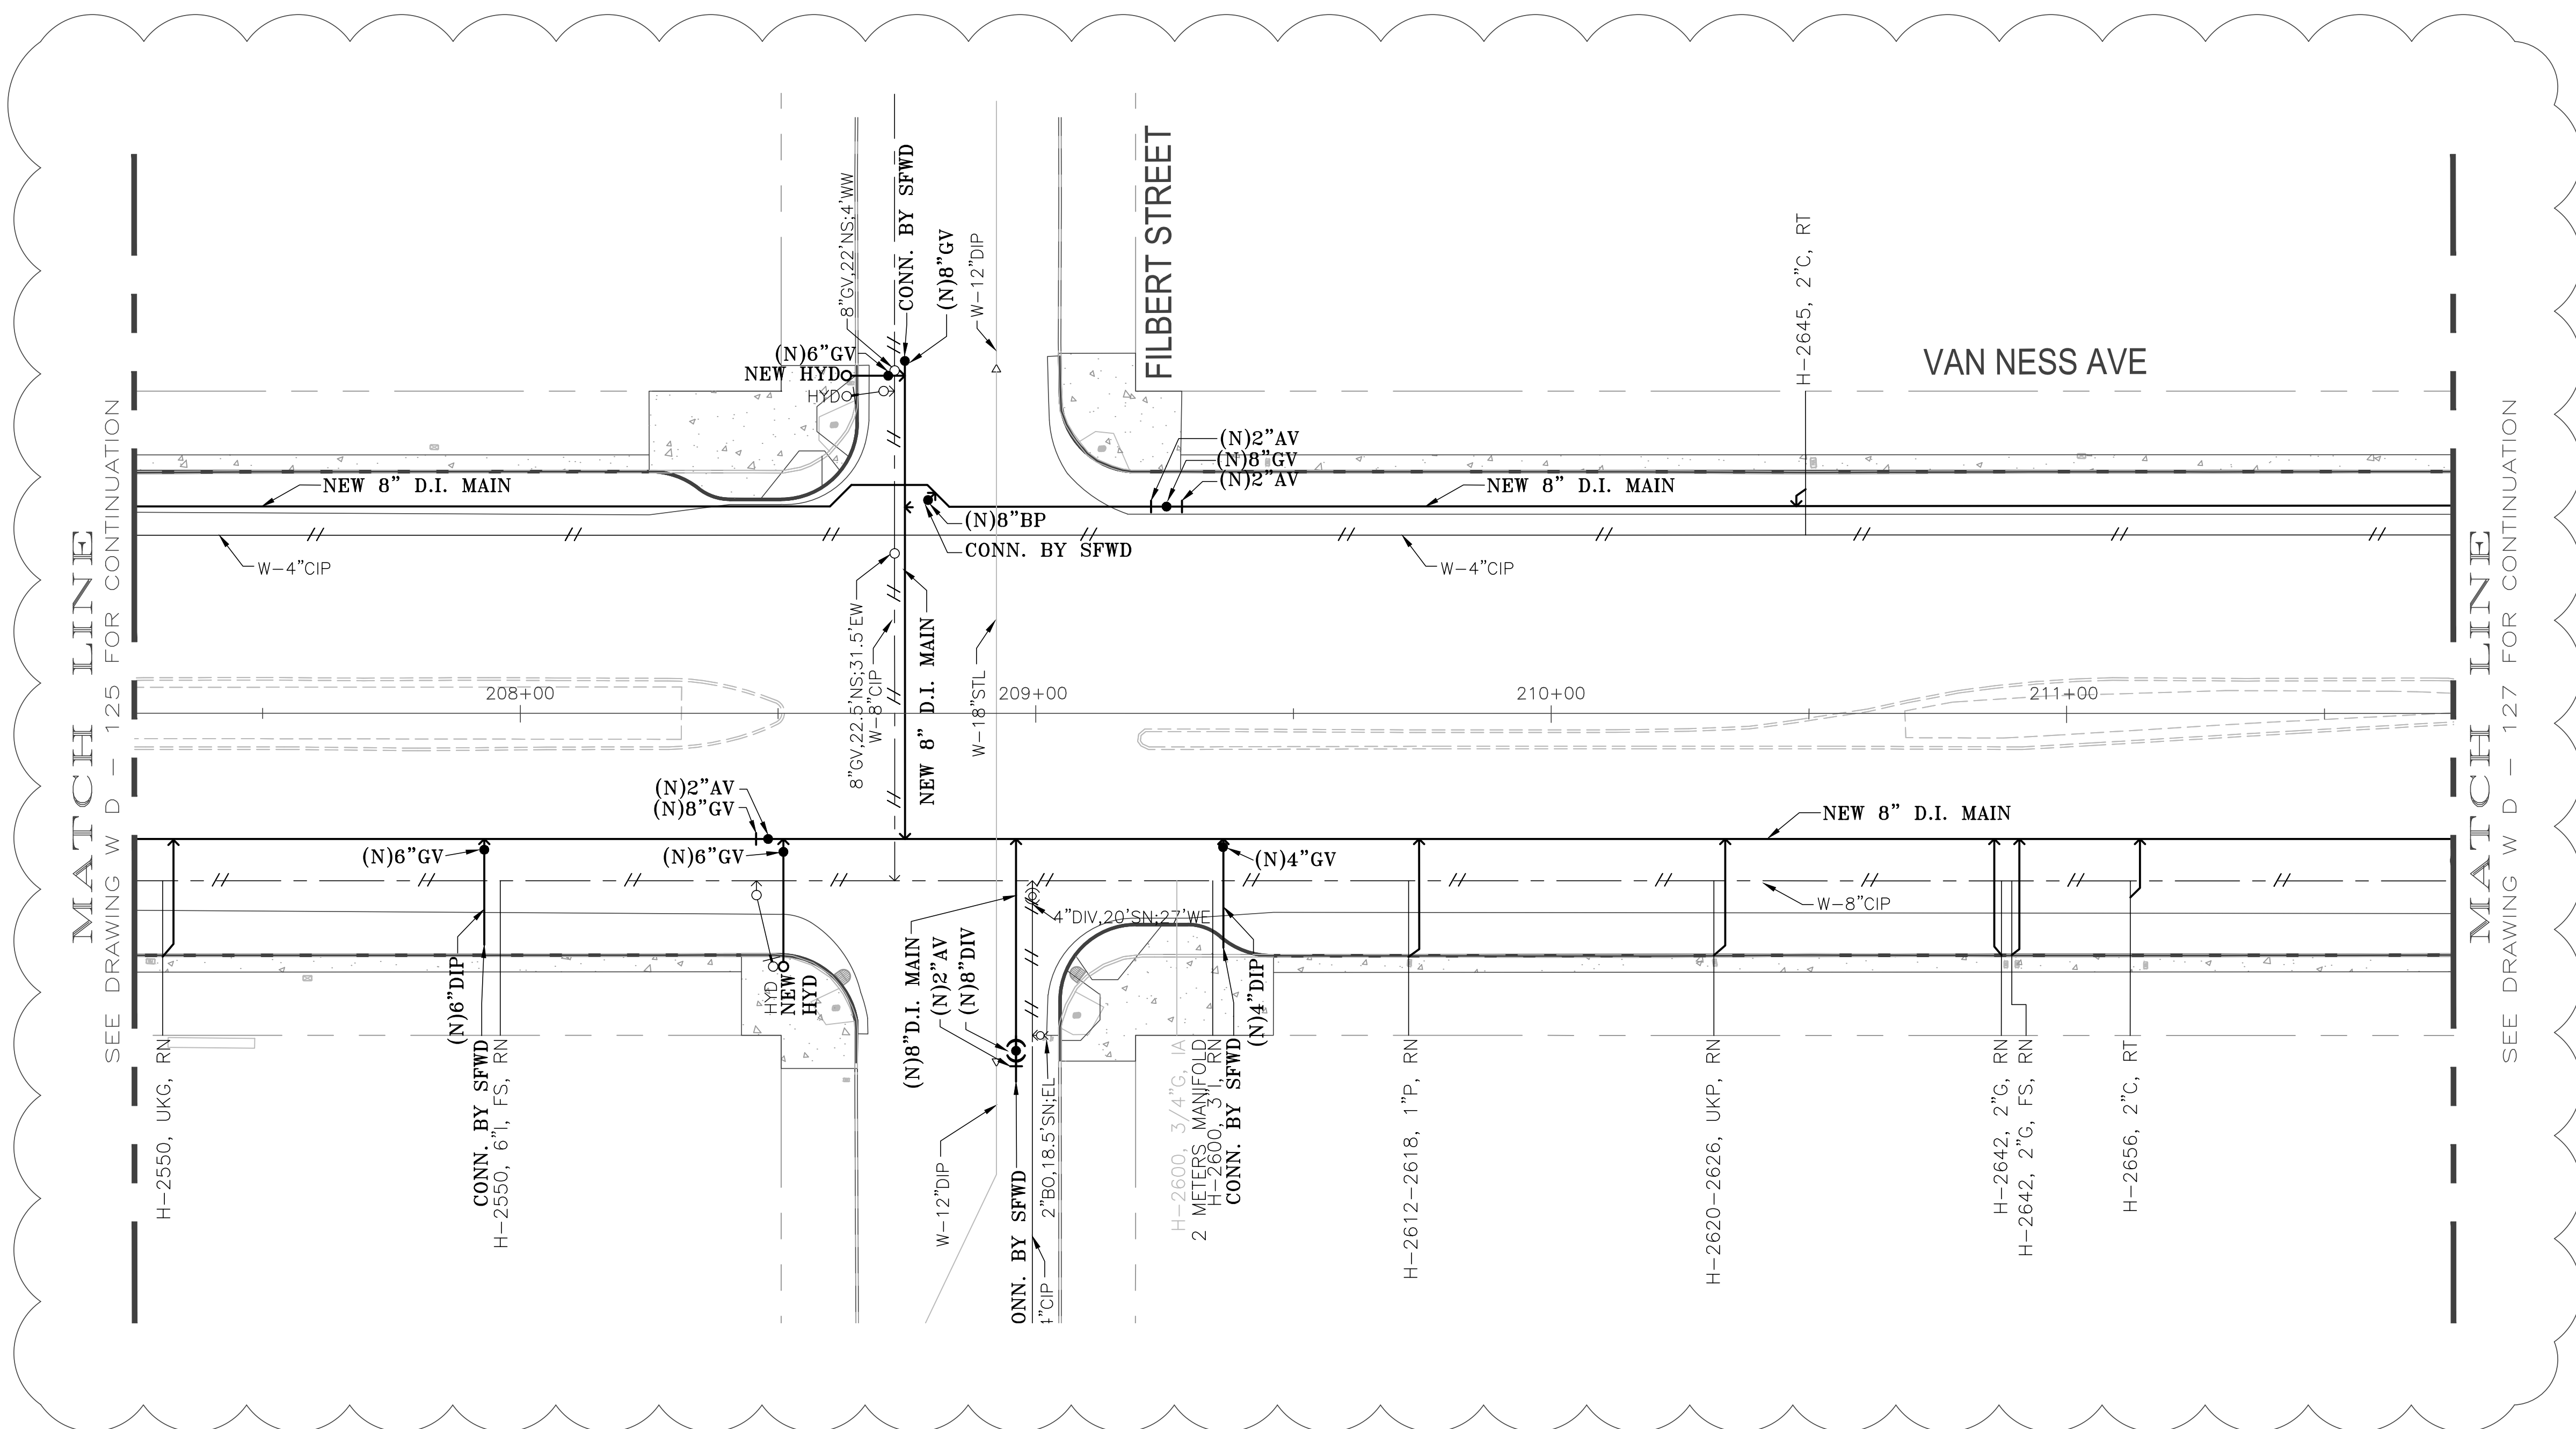 MATCH LINE
SEE DRAWING W D - 125 FOR CONTINUATION
8"GV,22'NS;4'WW
CONN. BY SFWD
(N)8"GV
W-12"DIP
FILBERT STREET
H-2645, 2"C, RT
VAN NESS AVE
(N)6"GV
NEW HYD
HYD
(N)2"AV
(N)8"GV
(N)2"AV
NEW 8" D.I. MAIN
NEW 8" D.I. MAIN
(N)8"BP
CONN. BY SFWD
W-4"CIP
W-4"CIP
8"GV,22.5'NS;31.5'EW
W-8"CIP
NEW 8" D.I. MAIN
W-18"STL
208+00
209+00
210+00
211+00
(N)2"AV
(N)8"GV
NEW 8" D.I. MAIN
(N)6"GV
(N)6"GV
(N)4"GV
W-8"CIP
4"DIV,20'SN;27'WE
(N)6"DIP
HYD
NEW HYD
(N)8"D.I. MAIN
(N)2"AV
(N)8"DIV
(N)4"DIP
H-2550, UKG, RN
CONN. BY SFWD
H-2550, 6"I, FS, RN
W-12"DIP
ONN. BY SFWD
2"BO,18.5'SN;EL
4"CIP
H-2600, 3/4"G, IA
2 METERS MANIFOLD
H-2600, 3"I, RN
CONN. BY SFWD
H-2612-2618, 1"P, RN
H-2620-2626, UKP, RN
H-2642, 2"G, RN
H-2642, 2"G, FS, RN
H-2656, 2"C, RT
MATCH LINE
SEE DRAWING W D - 127 FOR CONTINUATION